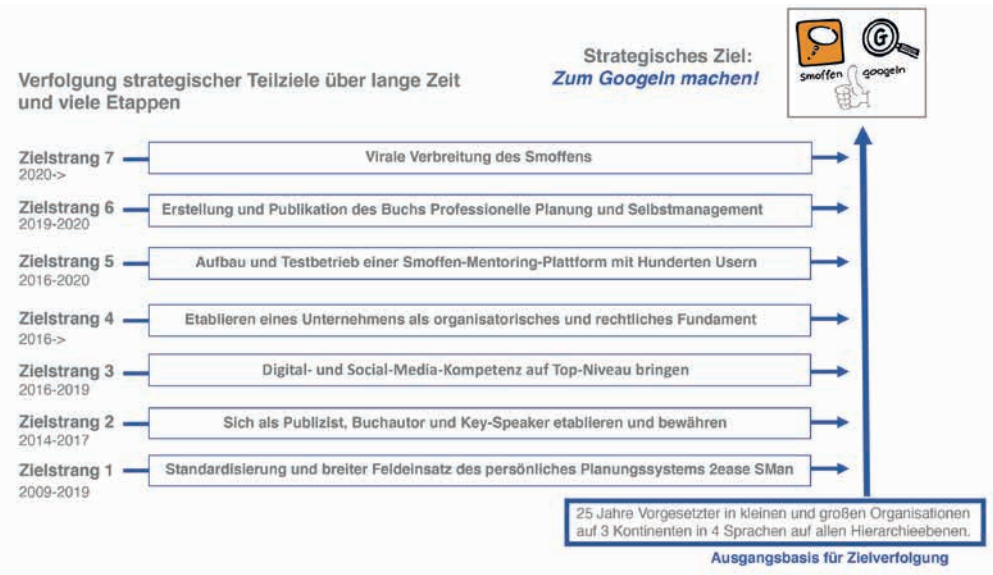 Verfolgung strategischer Teilziele über lange Zeit
und viele Etappen
Strategisches Ziel:
Zum Googeln machen!
G
smoffen
googeln
Zielstrang 7
2020->
Virale Verbreitung des Smoffens
Zielstrang 6
2019-2020
Erstellung und Publikation des Buchs Professionelle Planung und Selbstmanagement
Zielstrang 5
2016-2020
Aufbau und Testbetrieb einer Smoffen-Mentoring-Plattform mit Hunderten Usern
Zielstrang 4
2016->
Etablieren eines Unternehmens als organisatorisches und rechtliches Fundament
Zielstrang 3
2016-2019
Digital- und Social-Media-Kompetenz auf Top-Niveau bringen
Zielstrang 2
2014-2017
Sich als Publizist, Buchautor und Key-Speaker etablieren und bewähren
Zielstrang 1
2009-2019
Standardisierung und breiter Feldeinsatz des persönliches Planungssystems 2ease SMan
25 Jahre Vorgesetzter in kleinen und großen Organisationen
auf 3 Kontinenten in 4 Sprachen auf allen Hierarchieebenen.
Ausgangsbasis für Zielverfolgung